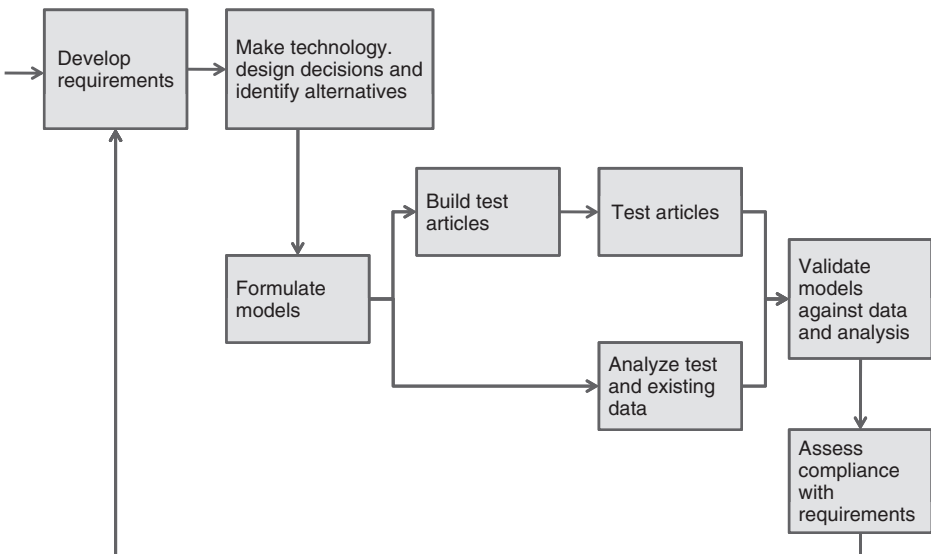 Develop
requirements
Make technology.
design decisions and
identify alternatives
Build test
articles
Test articles
Formulate
models
Validate
models
against data
and analysis
Analyze test
and existing
data
Assess
compliance
with
requirements